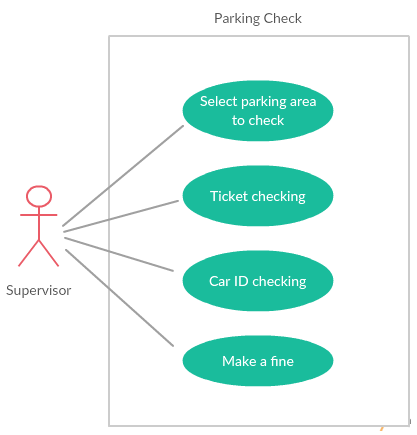 Parking Check
Select parking area
to check
Ticket checking
Car ID checking
Supervisor
Make a fine